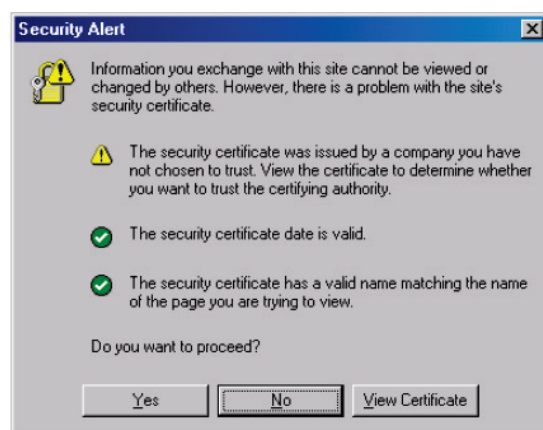 Security Alert
Information you exchange with this site cannot be viewed or
changed by others. However, there is a problem with the site's
security certificate.
The security certificate was issued by a company you have
not chosen to trust. View the certificate to determine whether
you want to trust the certifying authority.
The security certificate date is valid.
The security certificate has a valid name matching the name
of the page you are trying to view.
Do you want to proceed?
Yes No View Certificate